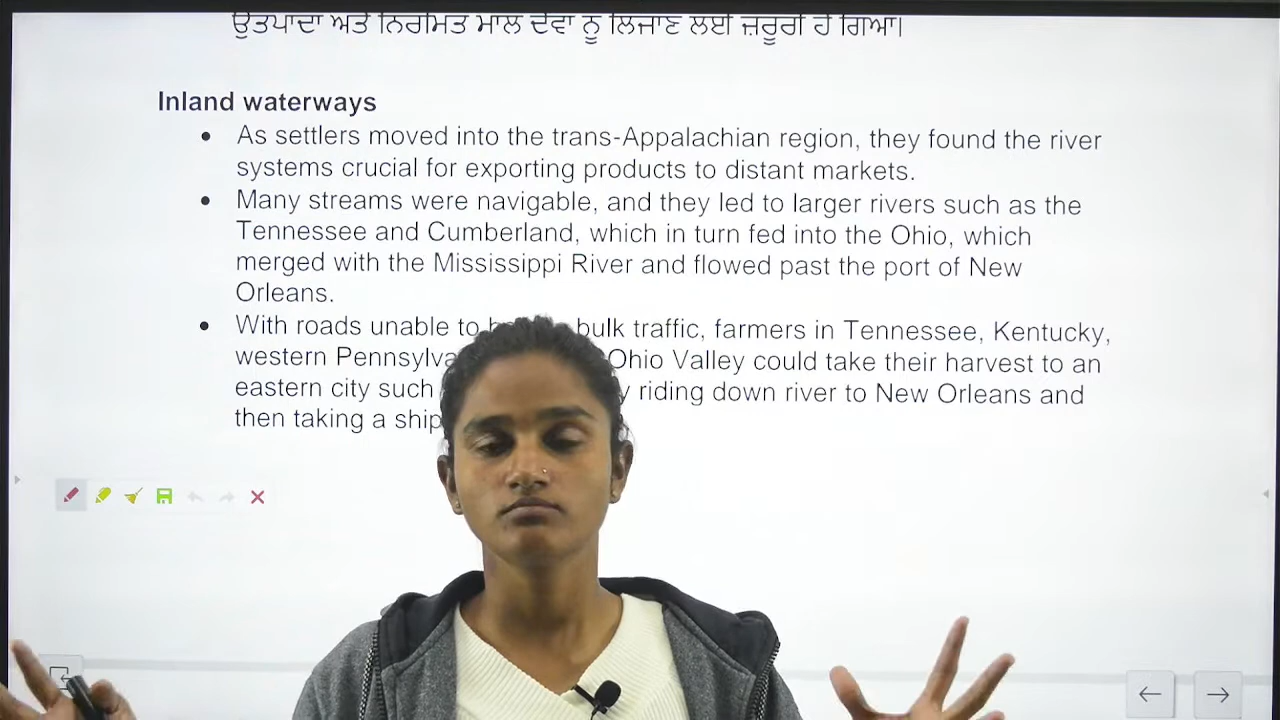 ਉਤਪਾਦਾਂ ਅਤੇ ਨਿਰਮਿਤ ਮਾਲ ਦੋਵਾਂ ਨੂੰ ਲਿਜਾਣ ਲਈ ਜ਼ਰੂਰੀ ਹੋ ਗਿਆ।
Inland waterways
As settlers moved into the trans-Appalachian region, they found the river
systems crucial for exporting products to distant markets.
Many streams were navigable, and they led to larger rivers such as the
Tennessee and Cumberland, which in turn fed into the Ohio, which
merged with the Mississippi River and flowed past the port of New
Orleans.
With roads unable to bulk traffic, farmers in Tennessee, Kentucky,
western Ohio Valley could take their harvest to an
eastern city such riding down river to New Orleans and
then taking a ship